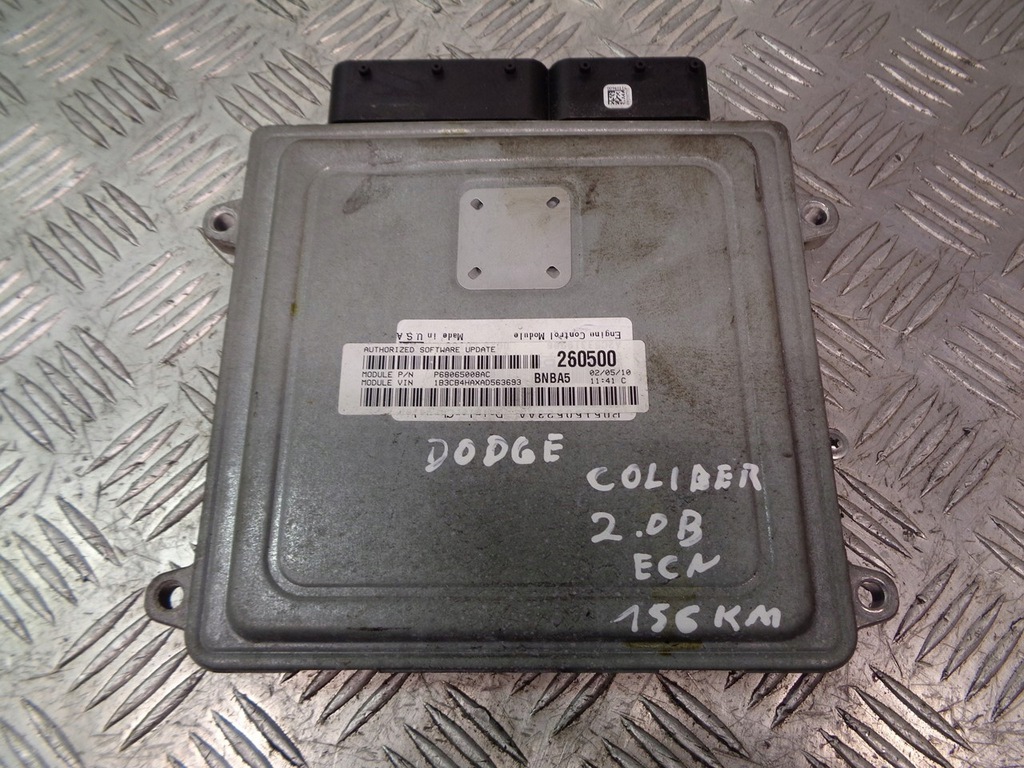 Engine Control Module
Made in U.S.A
AUTHORIZED SOFTWARE UPDATE
260500
MODULE P/N P68065008AC
BNBA5
02/05/10
MODULE VIN 1B3CB4HAXAD563693
11:41 C
DODGE
COLIBER
2.0B
ECN
156KM